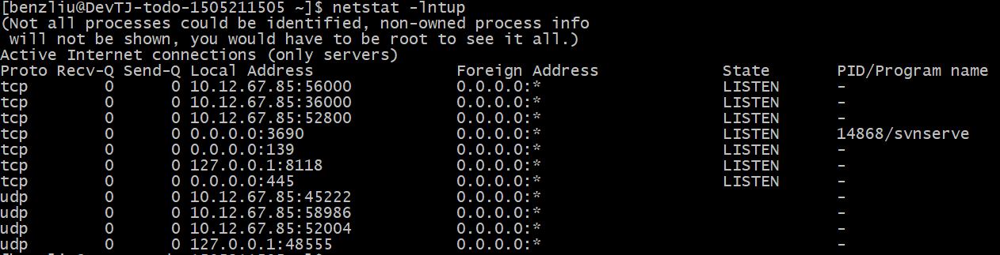 [benzliu@DevTJ-todo-1505211505 ~]$ netstat -lntup
(Not all processes could be identified, non-owned process info
 will not be shown, you would have to be root to see it all.)
Active Internet connections (only servers)
Proto Recv-Q Send-Q Local Address               Foreign Address             State       PID/Program name
tcp        0      0 10.12.67.85:56000           0.0.0.0:*                   LISTEN      -
tcp        0      0 10.12.67.85:36000           0.0.0.0:*                   LISTEN      -
tcp        0      0 10.12.67.85:52800           0.0.0.0:*                   LISTEN      -
tcp        0      0 0.0.0.0:3690                0.0.0.0:*                   LISTEN      14868/svnserve
tcp        0      0 0.0.0.0:139                 0.0.0.0:*                   LISTEN      -
tcp        0      0 127.0.0.1:8118              0.0.0.0:*                   LISTEN      -
tcp        0      0 0.0.0.0:445                 0.0.0.0:*                   LISTEN      -
udp        0      0 10.12.67.85:45222           0.0.0.0:*                               -
udp        0      0 10.12.67.85:58986           0.0.0.0:*                               -
udp        0      0 10.12.67.85:52004           0.0.0.0:*                               -
udp        0      0 127.0.0.1:48555             0.0.0.0:*                               -